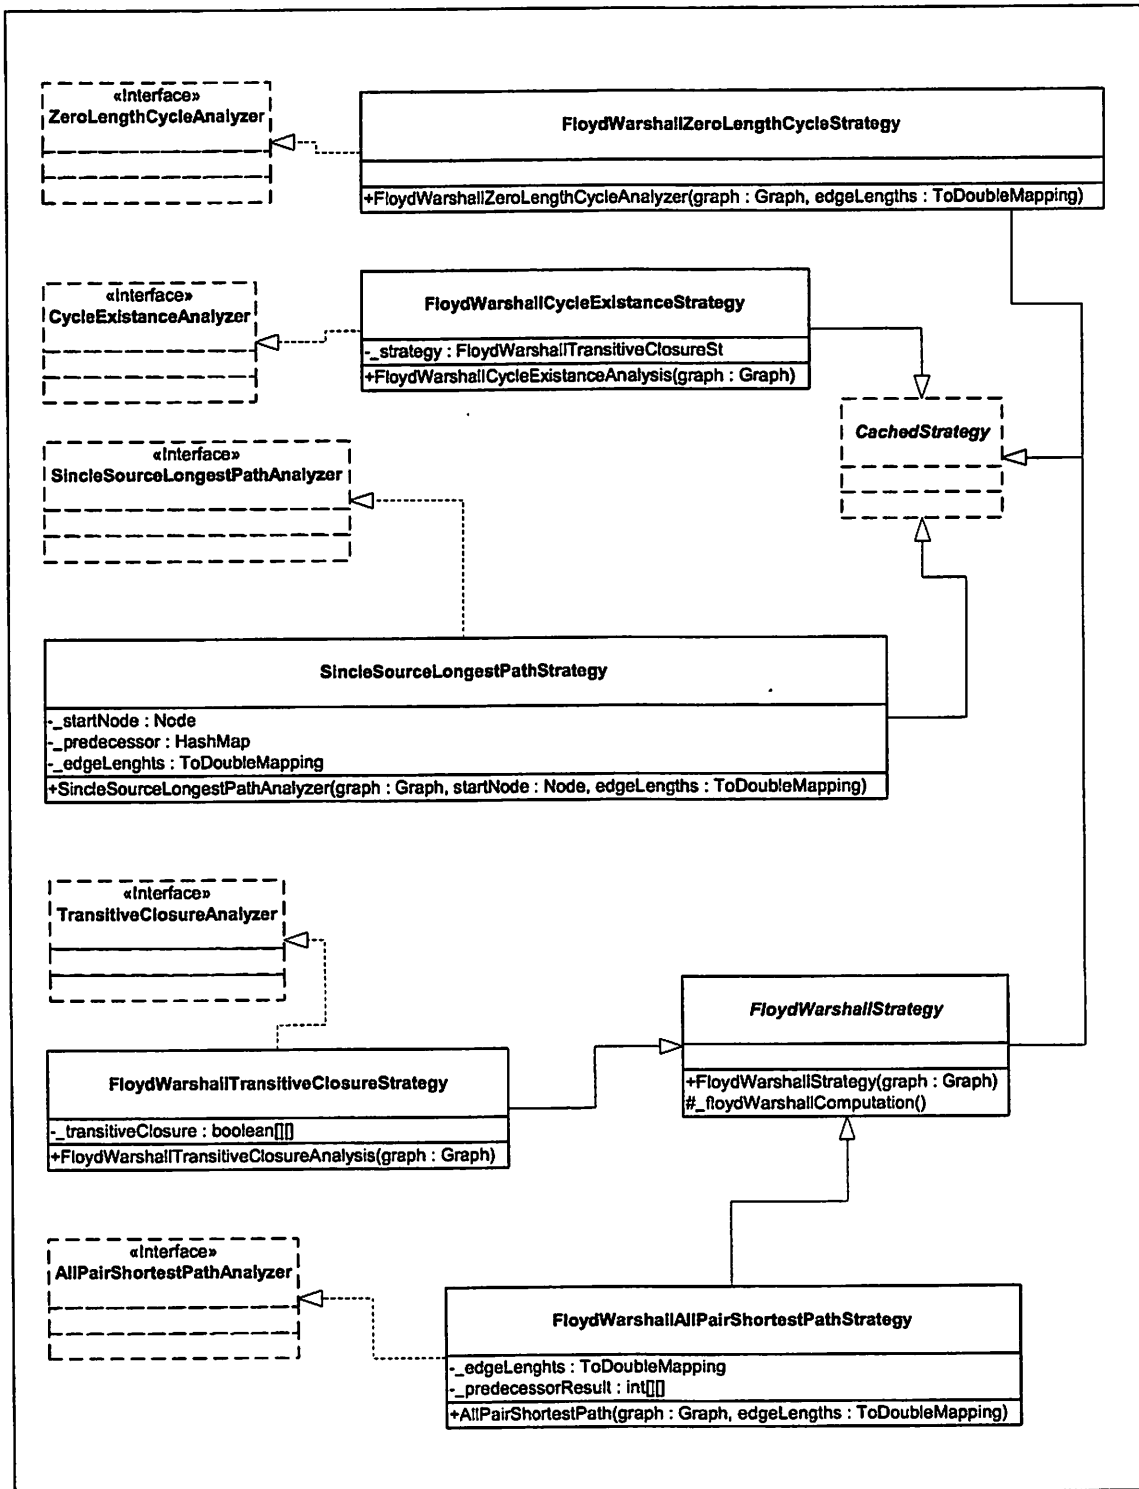 «Interface»
ZeroLengthCycleAnalyzer
FloydWarshallZeroLengthCycleStrategy
+FloydWarshallZeroLengthCycleAnalyzer(graph : Graph, edgeLengths : ToDoubleMapping)
«Interface»
CycleExistanceAnalyzer
FloydWarshallCycleExistanceStrategy
-_strategy : FloydWarshallTransitiveClosureSt
+FloydWarshallCycleExistanceAnalysis(graph : Graph)
CachedStrategy
«Interface»
SincleSourceLongestPathAnalyzer
SincleSourceLongestPathStrategy
-_startNode : Node
-_predecessor : HashMap
-_edgeLenghts : ToDoubleMapping
+SincleSourceLongestPathAnalyzer(graph : Graph, startNode : Node, edgeLengths : ToDoubleMapping)
«Interface»
TransitiveClosureAnalyzer
FloydWarshallStrategy
+FloydWarshallStrategy(graph : Graph)
#_floydWarshallComputation()
FloydWarshallTransitiveClosureStrategy
-_transitiveClosure : boolean[][]
+FloydWarshallTransitiveClosureAnalysis(graph : Graph)
«Interface»
AllPairShortestPathAnalyzer
FloydWarshallAllPairShortestPathStrategy
-_edgeLenghts : ToDoubleMapping
-_predecessorResult : int[][]
+AllPairShortestPath(graph : Graph, edgeLengths : ToDoubleMapping)